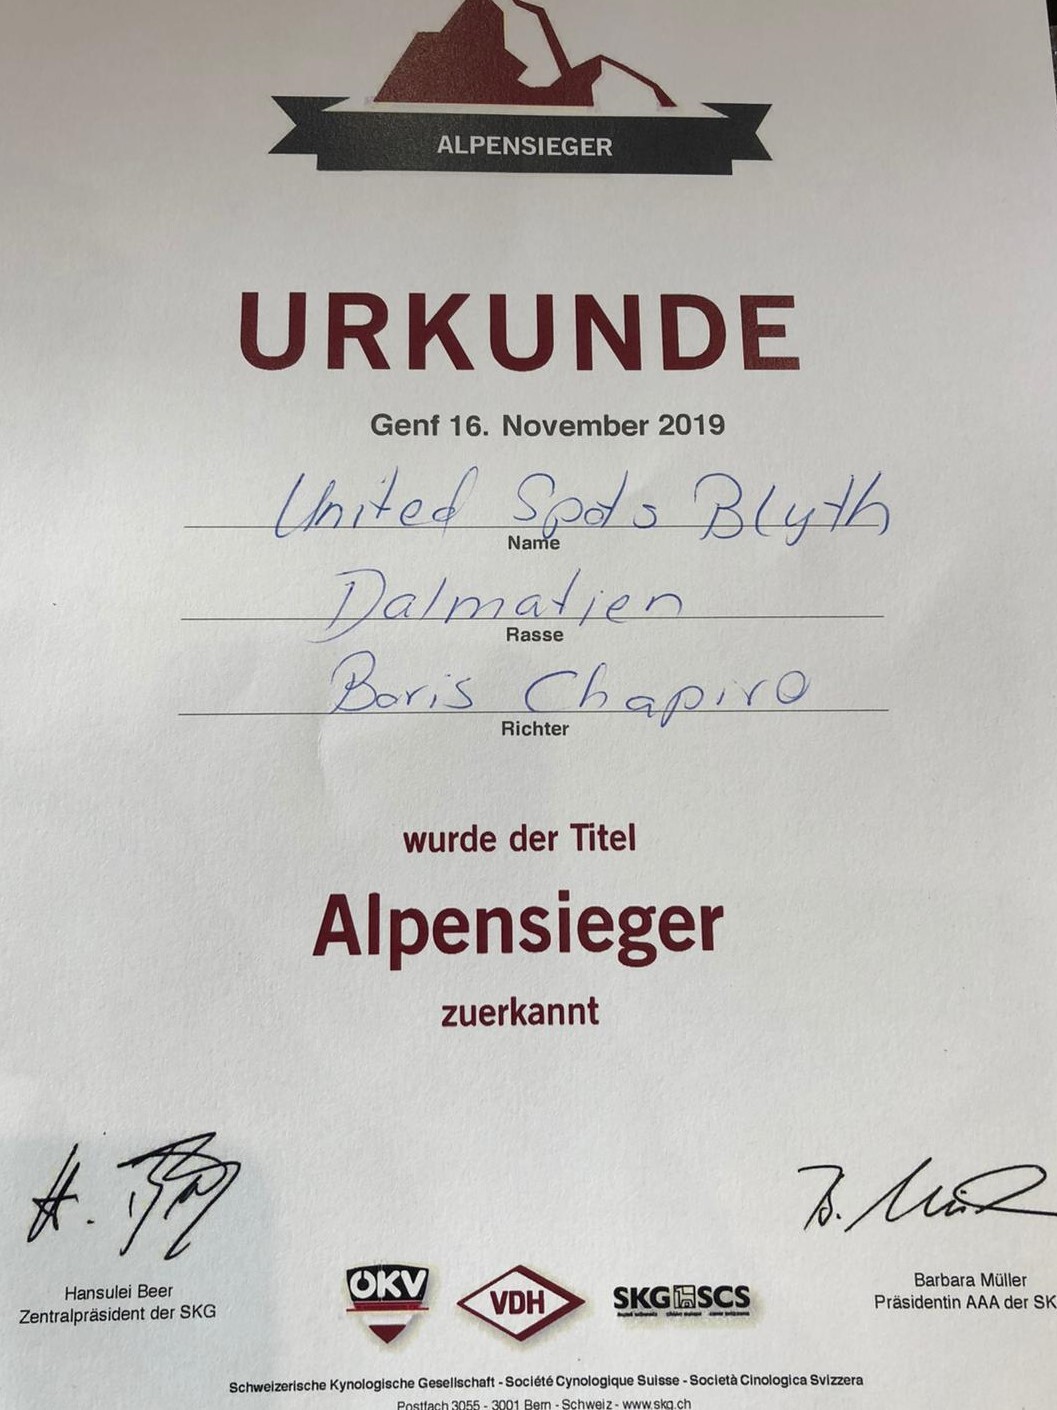 ALPENSIEGER
URKUNDE
Genf 16. November 2019
United Spots Blyth
Name
Dalmatien
Rasse
Boris Chapiro
Richter
wurde der Titel
Alpensieger
zuerkannt
H. B. Müller
Hansulei Beer
Zentralpräsident der SKG
ÖKV
VDH
SKG SCS
Barbara Müller
Präsidentin AAA der SK
Schweizerische Kynologische Gesellschaft - Société Cynologique Suisse - Società Cinologica Svizzera
Postfach 3055 - 3001 Bern - Schweiz - www.skg.ch